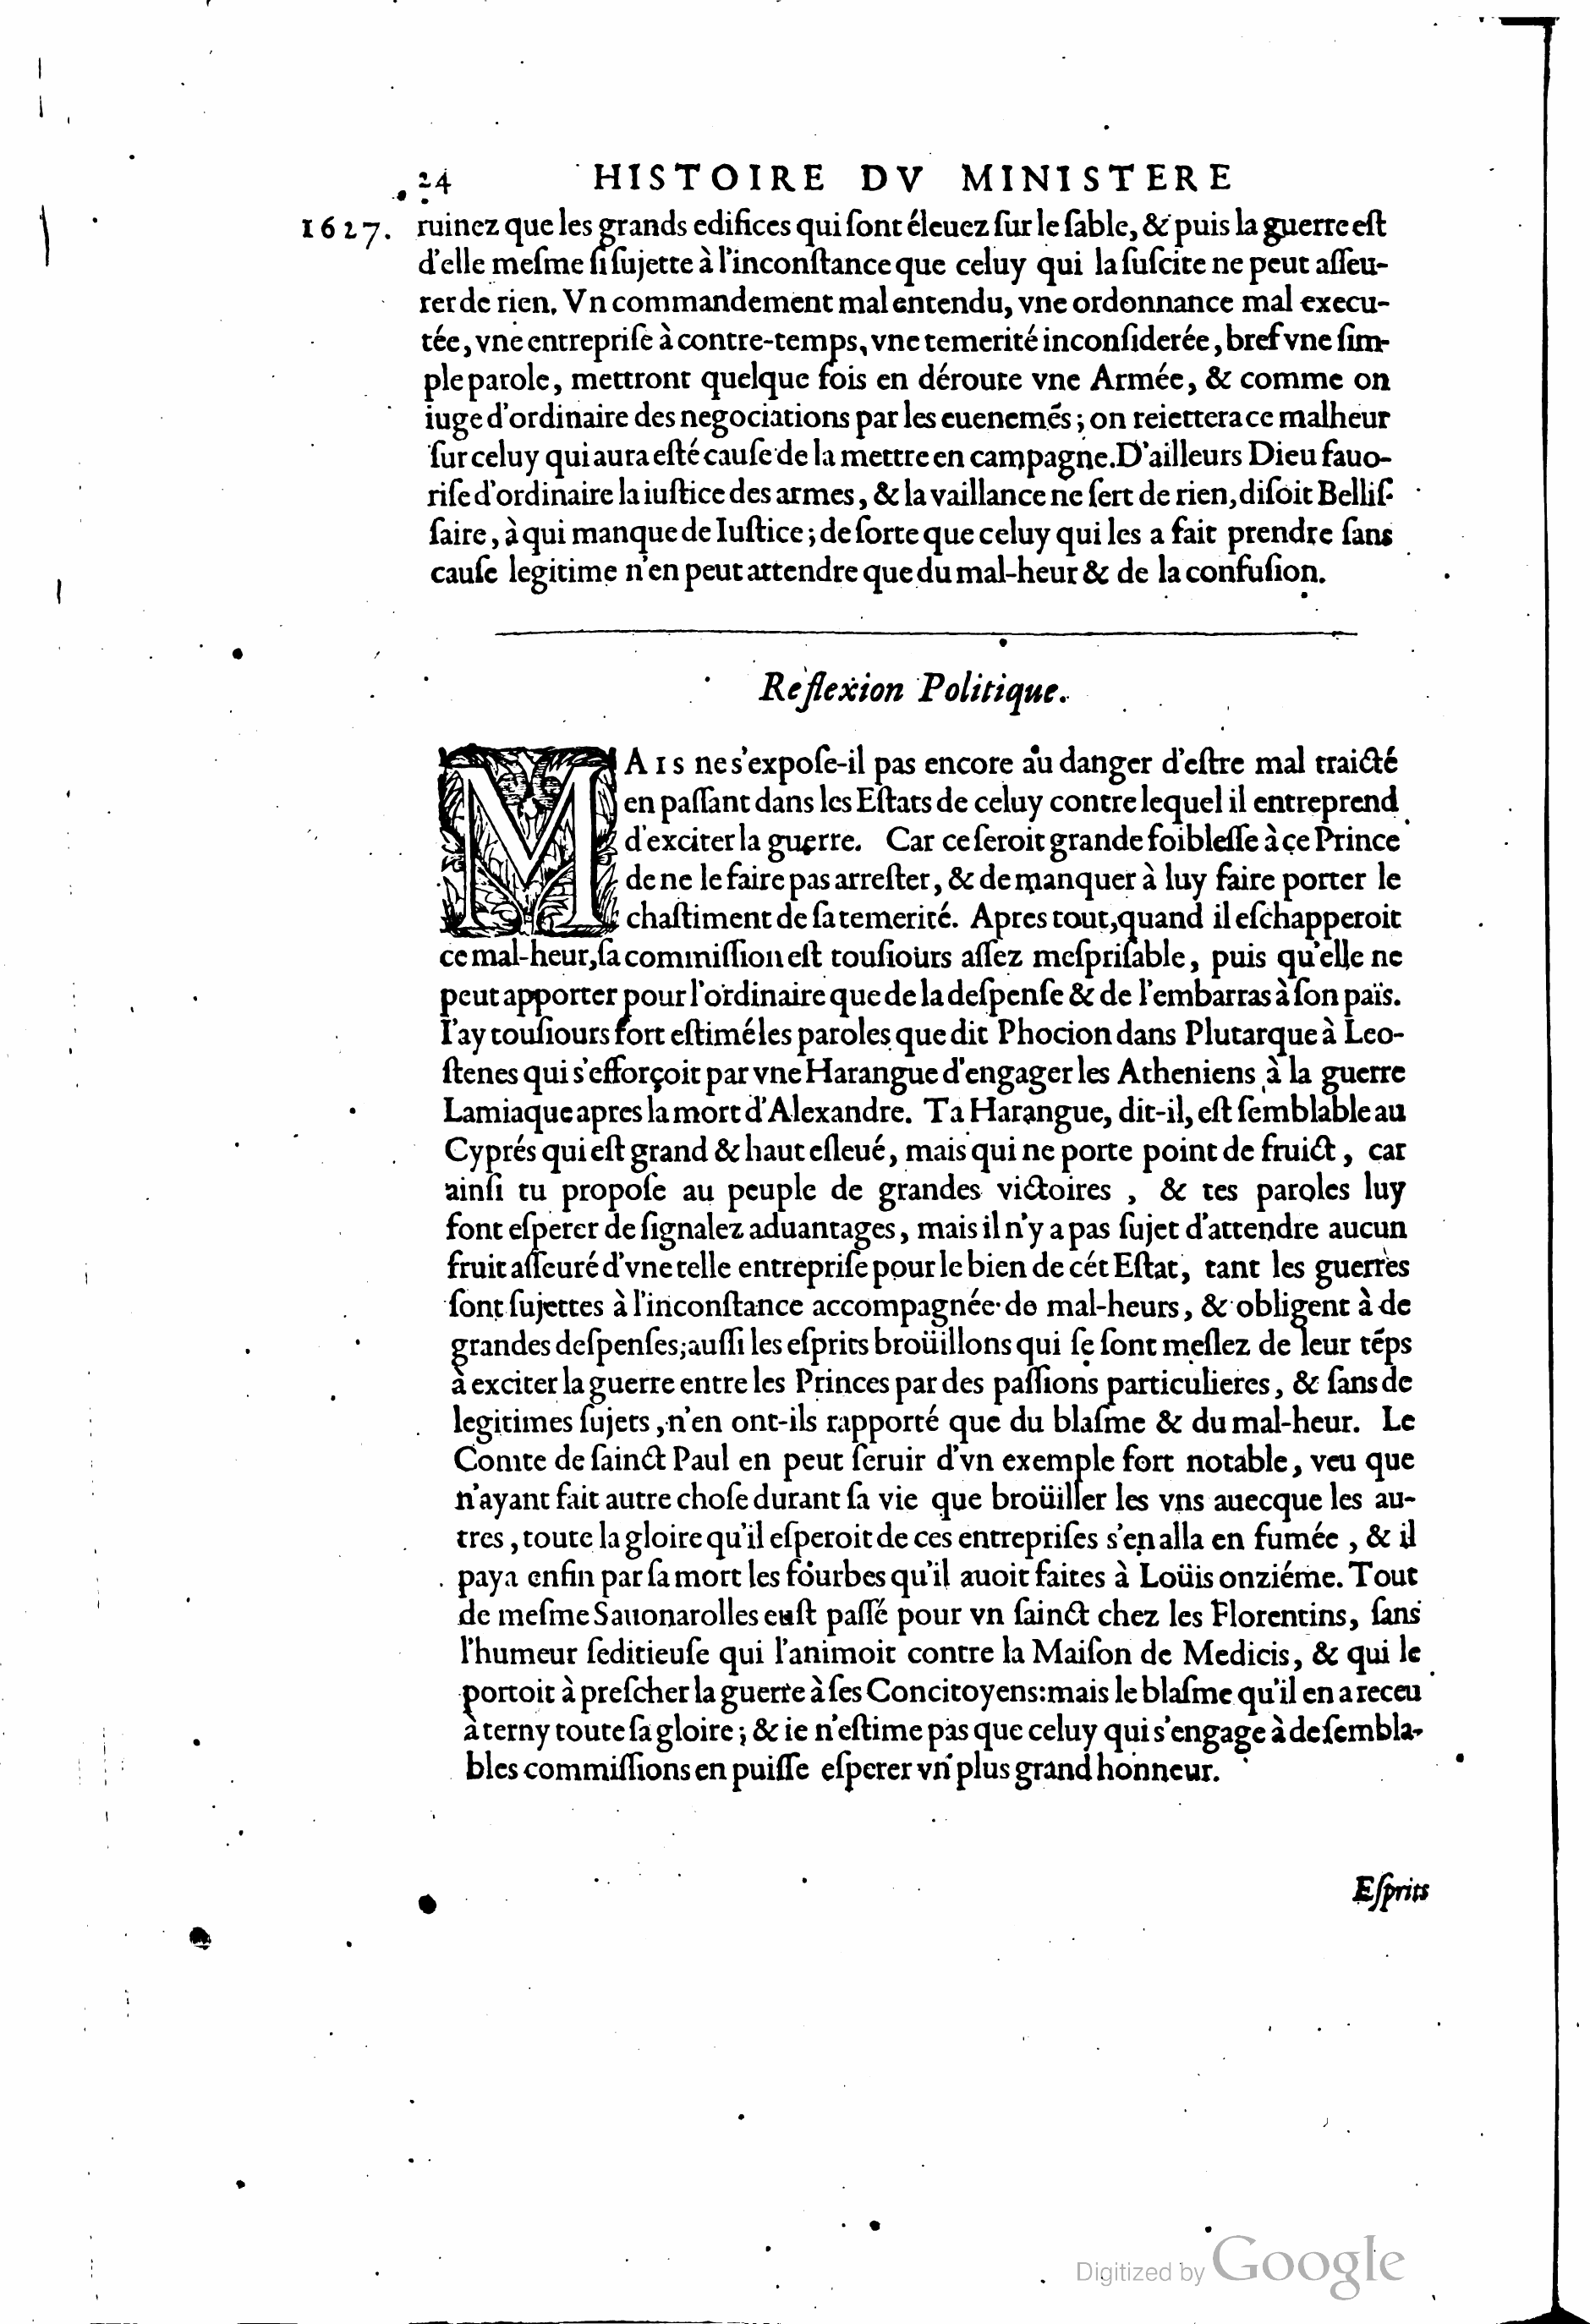 24 HISTOIRE DV MINISTERE
1627. ruinez que les grands edifices qui ſont éleuez ſur le ſable, & puis la guerre eſt
d'elle meſme ſi ſujette à l'inconſtance que celuy qui la ſuſcite ne peut aſſeu-
rer de rien. Vn commandement mal entendu, vne ordonnance mal execu-
tée, vne entrepriſe à contre-temps, vne temerité inconſiderée, bref vne ſim-
ple parole, mettront quelque fois en déroute vne Armée, & comme on
iuge d'ordinaire des negociations par les euenemés; on reiettera ce malheur
ſur celuy qui aura eſté cauſe de la mettre en campagne. D'ailleurs Dieu fauo-
riſe d'ordinaire la iuſtice des armes, & la vaillance ne ſert de rien, diſoit Belliſ-
ſaire, à qui manque de Iuſtice; de ſorte que celuy qui les a fait prendre ſans
cauſe legitime n'en peut attendre que du mal-heur & de la confuſion.
Reflexion Politique.
MAIS ne s'expoſe-il pas encore au danger d'eſtre mal traicté
en paſſant dans les Eſtats de celuy contre lequel il entreprend
d'exciter la guerre. Car ce ſeroit grande foibleſſe à ce Prince
de ne le faire pas arreſter, & de manquer à luy faire porter le
chaſtiment de ſa temerité. Apres tout, quand il eſchapperoit
ce mal-heur, ſa commiſſion eſt touſiours aſſez meſpriſable, puis qu'elle ne
peut apporter pour l'ordinaire que de la deſpenſe & de l'embarras à ſon païs.
I'ay touſiours fort eſtimé les paroles que dit Phocion dans Plutarque à Leo-
ſtenes qui s'efforçoit par vne Harangue d'engager les Atheniens à la guerre
Lamiaque apres la mort d'Alexandre. Ta Harangue, dit-il, eſt ſemblable au
Cyprés qui eſt grand & haut eſleué, mais qui ne porte point de fruict, car
ainſi tu propoſe au peuple de grandes victoires, & tes paroles luy
font eſperer de ſignalez aduantages, mais il n'y a pas ſujet d'attendre aucun
fruit aſſeuré d'vne telle entrepriſe pour le bien de cét Eſtat, tant les guerres
ſont ſujettes à l'inconſtance accompagnée de mal-heurs, & obligent à de
grandes deſpenſes; auſſi les eſprits broüillons qui ſe ſont meſlez de leur téps
à exciter la guerre entre les Princes par des paſſions particulieres, & ſans de
legitimes ſujets, n'en ont-ils rapporté que du blaſme & du mal-heur. Le
Comte de ſainct Paul en peut ſeruir d'vn exemple fort notable, veu que
n'ayant fait autre choſe durant ſa vie que broüiller les vns auecque les au-
tres, toute la gloire qu'il eſperoit de ces entrepriſes s'en alla en fumée, & il
paya enfin par ſa mort les fourbes qu'il auoit faites à Loüis onziéme. Tout
de meſme Sauonarolles euſt paſſé pour vn ſainct chez les Florentins, ſans
l'humeur ſeditieuſe qui l'animoit contre la Maiſon de Medicis, & qui le
portoit à preſcher la guerre à ſes Concitoyens: mais le blaſme qu'il en a receu
à terny toute ſa gloire; & ie n'eſtime pas que celuy qui s'engage à de ſembla-
bles commiſſions en puiſſe eſperer vn plus grand honneur.
Eſprits
Digitized by Google